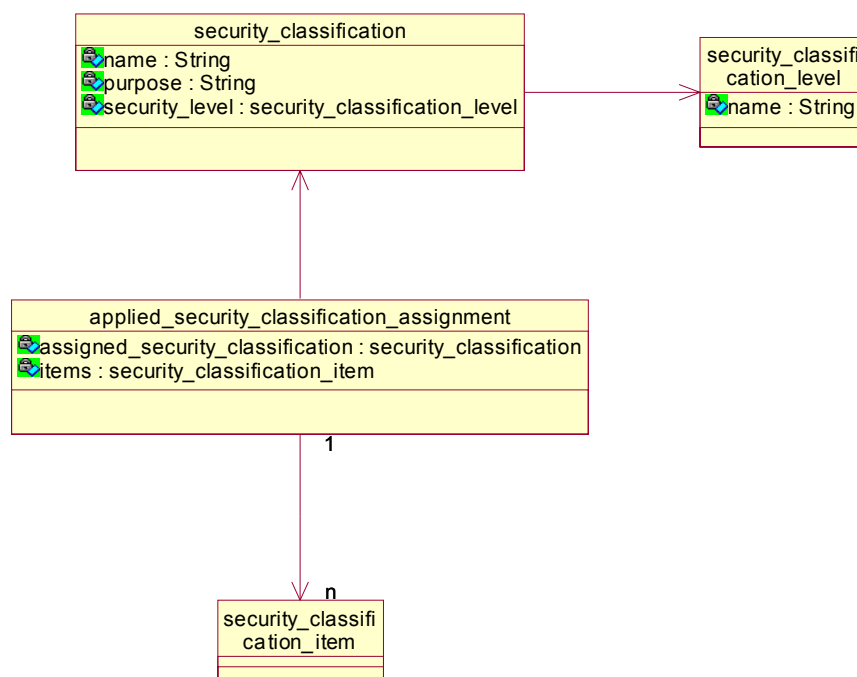 security_classification
name : String
purpose : String
security_level : security_classification_level
security_classifi
cation_level
name : String
applied_security_classification_assignment
assigned_security_classification : security_classification
items : security_classification_item
1
n
security_classifi
cation_item